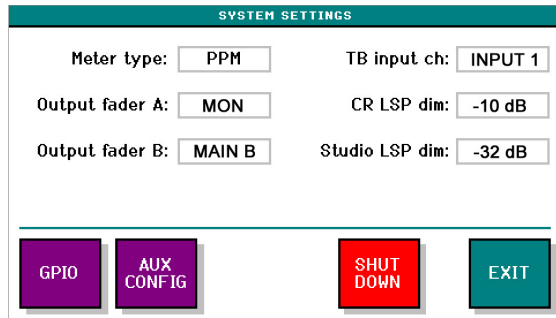 SYSTEM SETTINGS
Meter type: PPM TB input ch: INPUT 1
Output fader A: MON CR LSP dim: -10 dB
Output fader B: MAIN B Studio LSP dim: -32 dB
GPIO
AUX
CONFIG
SHUT
DOWN
EXIT